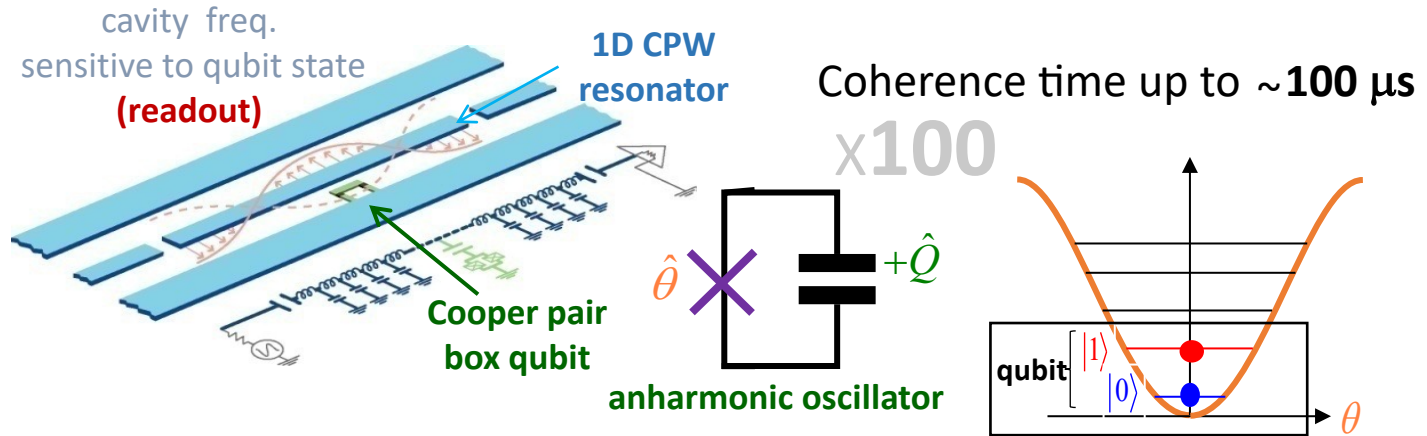 cavity freq.
sensitive to qubit state
(readout)
1D CPW
resonator
Cooper pair
box qubit
Coherence time up to ~100 μs
x100
θ̂
+Q̂
anharmonic oscillator
qubit
|1⟩
|0⟩
θ